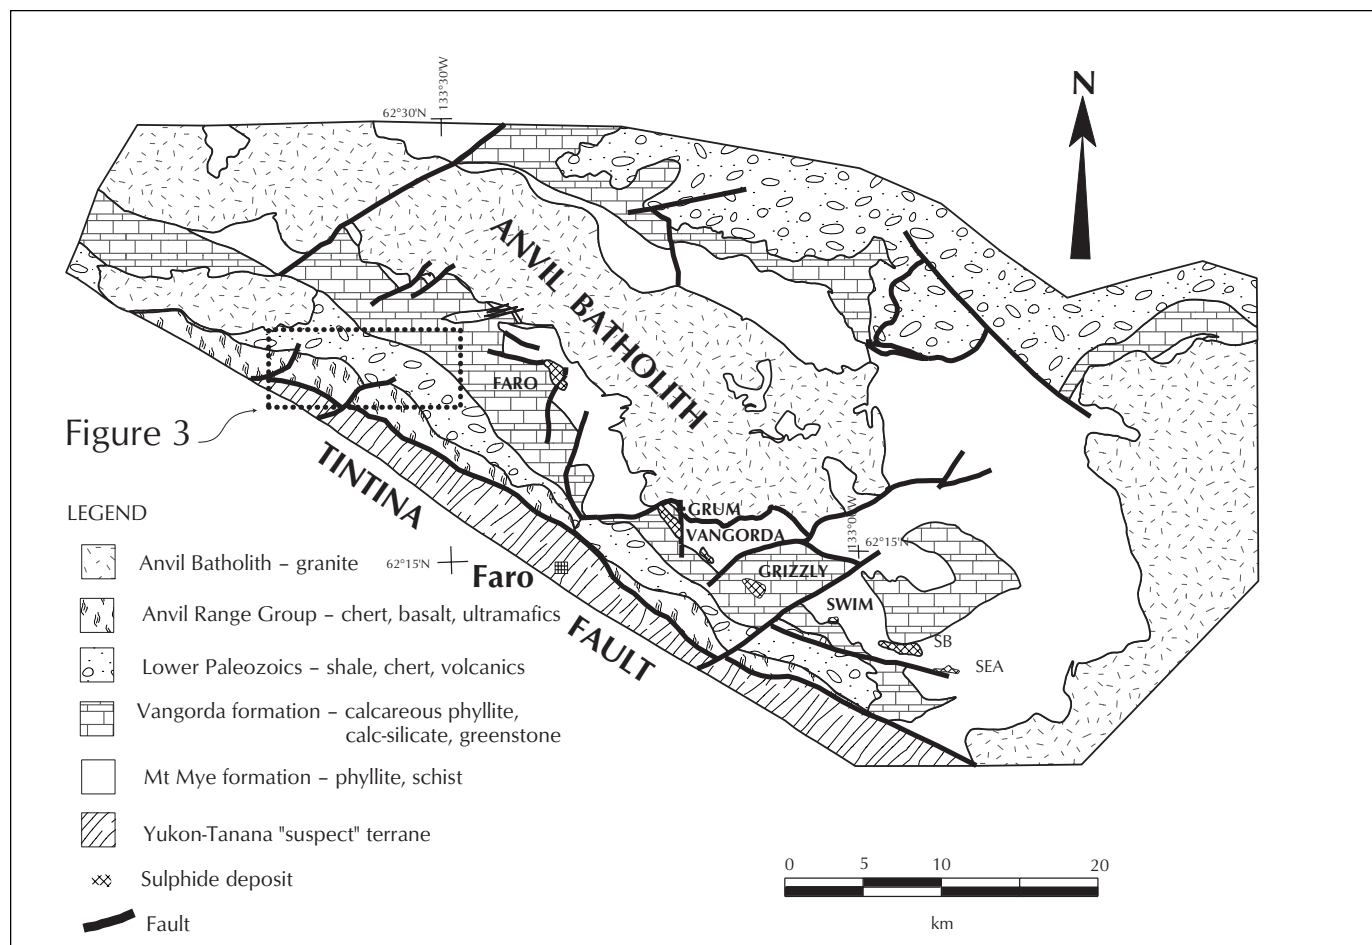 N
133°30'W
62°30'N
ANVIL BATHOLITH
FARO
Figure 3
TINTINA
FAULT
GRUM
VANGORDA
133°00'W
62°15'N
GRIZZLY
SWIM
SB
SEA
62°15'N
Faro
LEGEND
Anvil Batholith – granite
Anvil Range Group – chert, basalt, ultramafics
Lower Paleozoics – shale, chert, volcanics
Vangorda formation – calcareous phyllite,
calc-silicate, greenstone
Mt Mye formation – phyllite, schist
Yukon-Tanana "suspect" terrane
Sulphide deposit
Fault
0 5 10 20
km